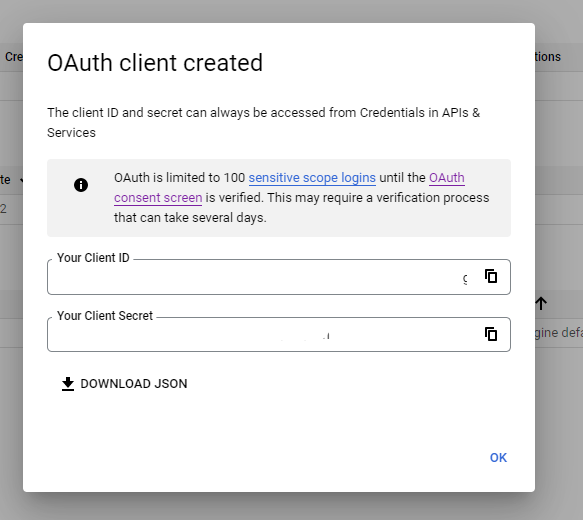 Cre
tions
OAuth client created
The client ID and secret can always be accessed from Credentials in APIs &
Services
te
OAuth is limited to 100 sensitive scope logins until the OAuth
consent screen is verified. This may require a verification process
that can take several days.
2
Your Client ID
Your Client Secret
gine defa
DOWNLOAD JSON
OK